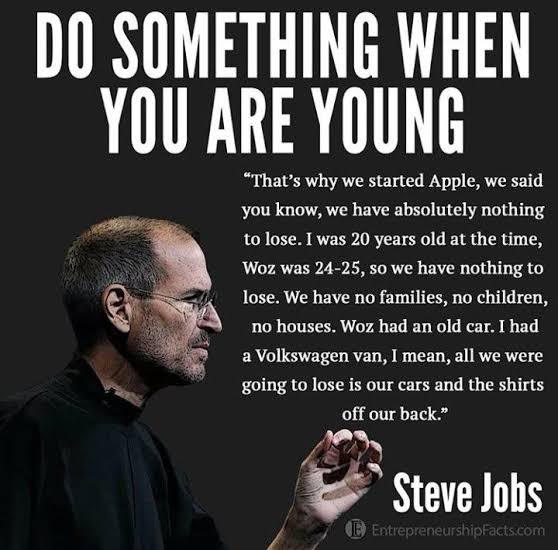 DO SOMETHING WHEN
YOU ARE YOUNG
“That’s why we started Apple, we said
you know, we have absolutely nothing
to lose. I was 20 years old at the time,
Woz was 24-25, so we have nothing to
lose. We have no families, no children,
no houses. Woz had an old car. I had
a Volkswagen van, I mean, all we were
going to lose is our cars and the shirts
off our back.”
Steve Jobs
E EntrepreneurshipFacts.com